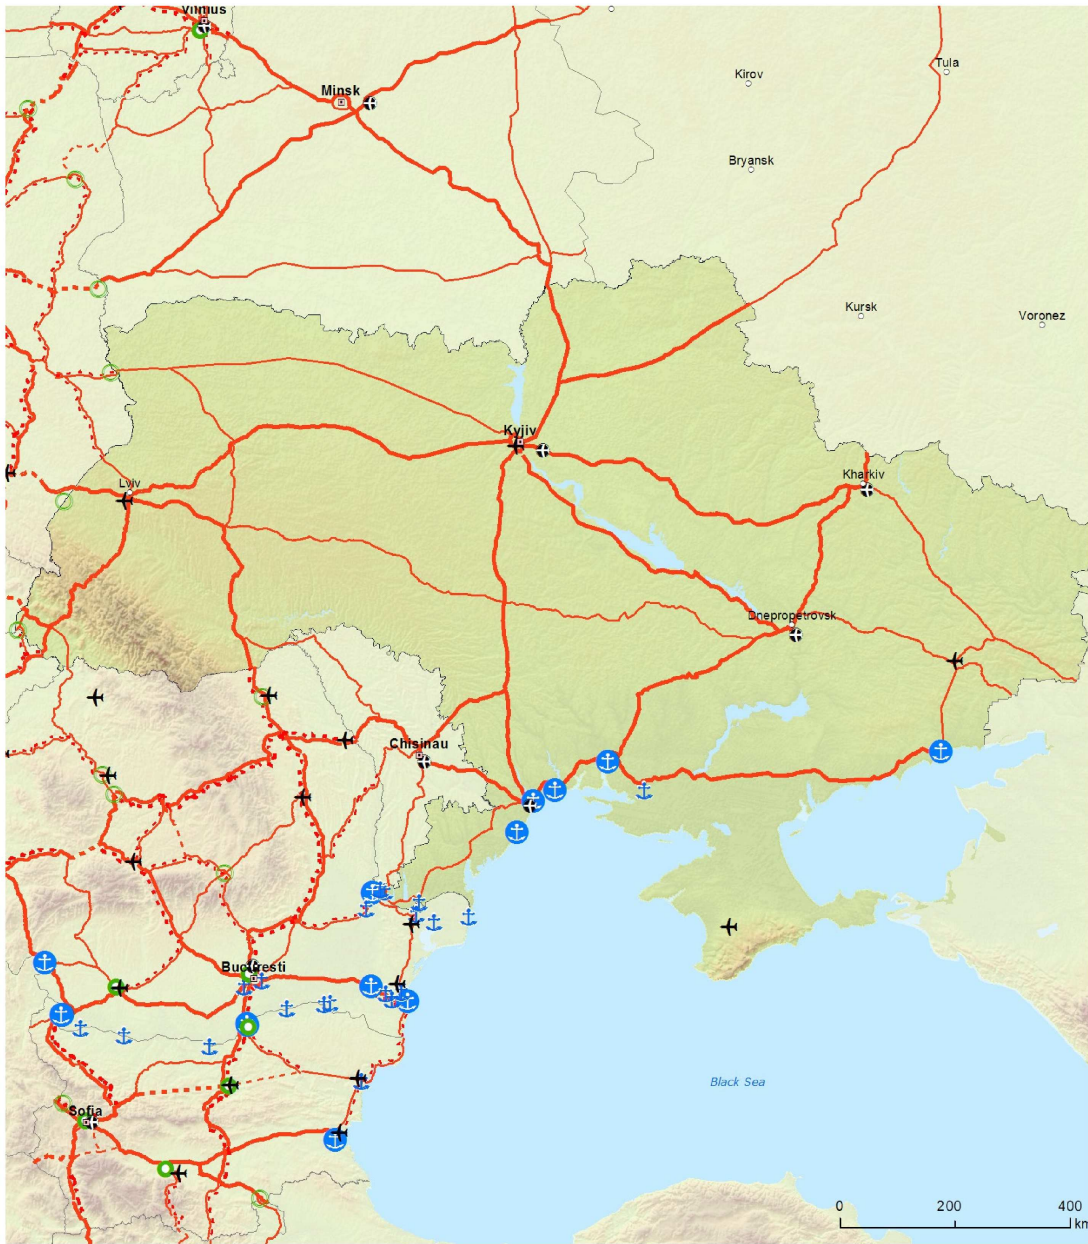 Vilnius
Tula
Kirov
Minsk
Bryansk
Kursk
Voronez
Kyjiv
Kharkiv
Lviv
Dnepropetrovsk
Chisinau
Bucuresti
Black Sea
Sofia
0 200 400
km